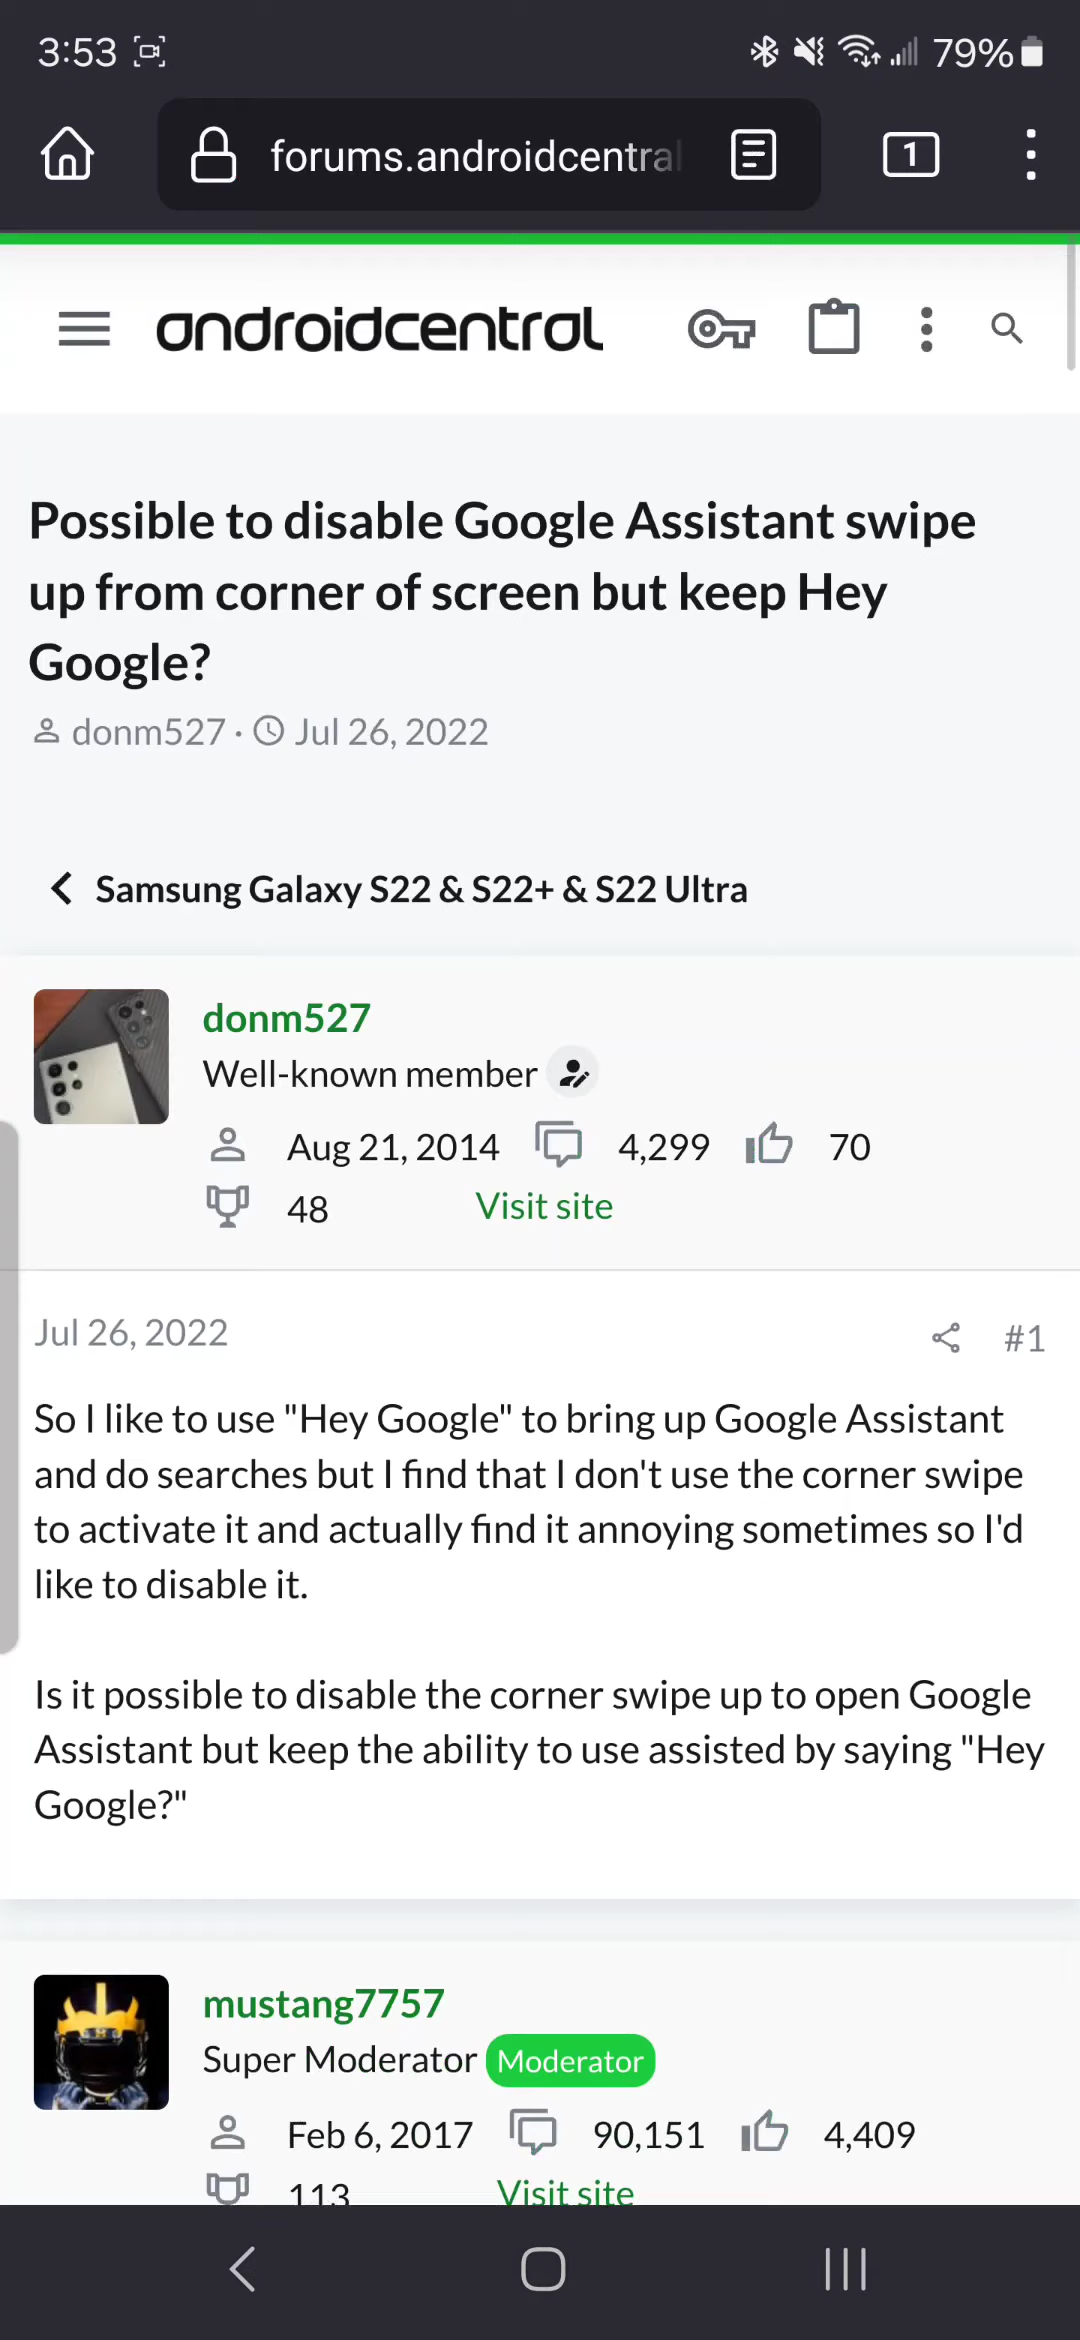 3:53 79%
forums.androidcentral 1
androidcentral
Possible to disable Google Assistant swipe
up from corner of screen but keep Hey
Google?
donm527 · Jul 26, 2022
Samsung Galaxy S22 & S22+ & S22 Ultra
donm527
Well-known member
Aug 21, 2014 4,299 70
48 Visit site
Jul 26, 2022 #1
So I like to use "Hey Google" to bring up Google Assistant
and do searches but I find that I don't use the corner swipe
to activate it and actually find it annoying sometimes so I'd
like to disable it.
Is it possible to disable the corner swipe up to open Google
Assistant but keep the ability to use assisted by saying "Hey
Google?"
mustang7757
Super Moderator Moderator
Feb 6, 2017 90,151 4,409
113 Visit site